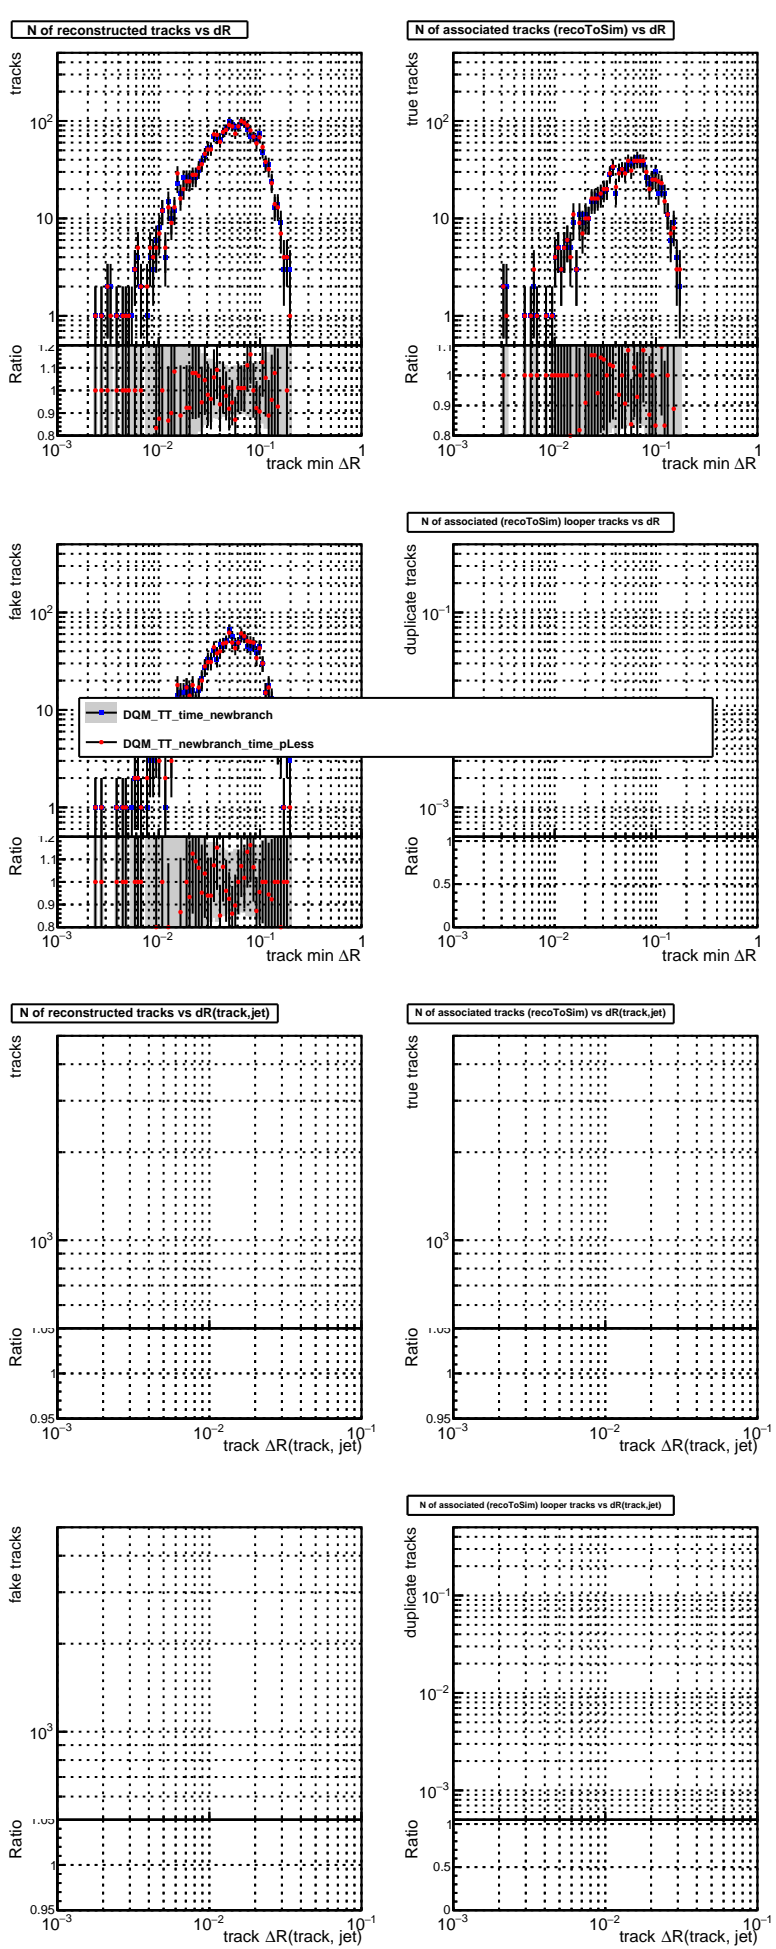 N of reconstructed tracks vs dR
tracks
10²
10
1
Ratio
1.2
1.1
1
0.9
0.8
10⁻³
10⁻²
10⁻¹
1
track min ΔR
N of associated tracks (recoToSim) vs dR
true tracks
10²
10
1
Ratio
1.1
1
0.9
0.8
10⁻³
10⁻²
10⁻¹
1
track min ΔR
fake tracks
10²
10
1
Ratio
1.2
1.1
1
0.9
0.8
10⁻³
10⁻²
10⁻¹
1
track min ΔR
N of associated (recoToSim) looper tracks vs dR
duplicate tracks
10⁻¹
10⁻³
Ratio
1
0.5
0
10⁻³
10⁻²
10⁻¹
1
track min ΔR
DQM_TT_time_newbranch
DQM_TT_newbranch_time_pLess
N of reconstructed tracks vs dR(track,jet)
tracks
10³
Ratio
1.05
1
0.95
10⁻³
10⁻²
10⁻¹
track ΔR(track, jet)
N of associated tracks (recoToSim) vs dR(track,jet)
true tracks
10³
Ratio
1.05
1
0.95
10⁻³
10⁻²
10⁻¹
track ΔR(track, jet)
fake tracks
10³
Ratio
1.05
1
0.95
10⁻³
10⁻²
10⁻¹
track ΔR(track, jet)
N of associated (recoToSim) looper tracks vs dR(track,jet)
duplicate tracks
10⁻¹
10⁻²
10⁻³
Ratio
1
0.5
0
10⁻³
10⁻²
10⁻¹
track ΔR(track, jet)